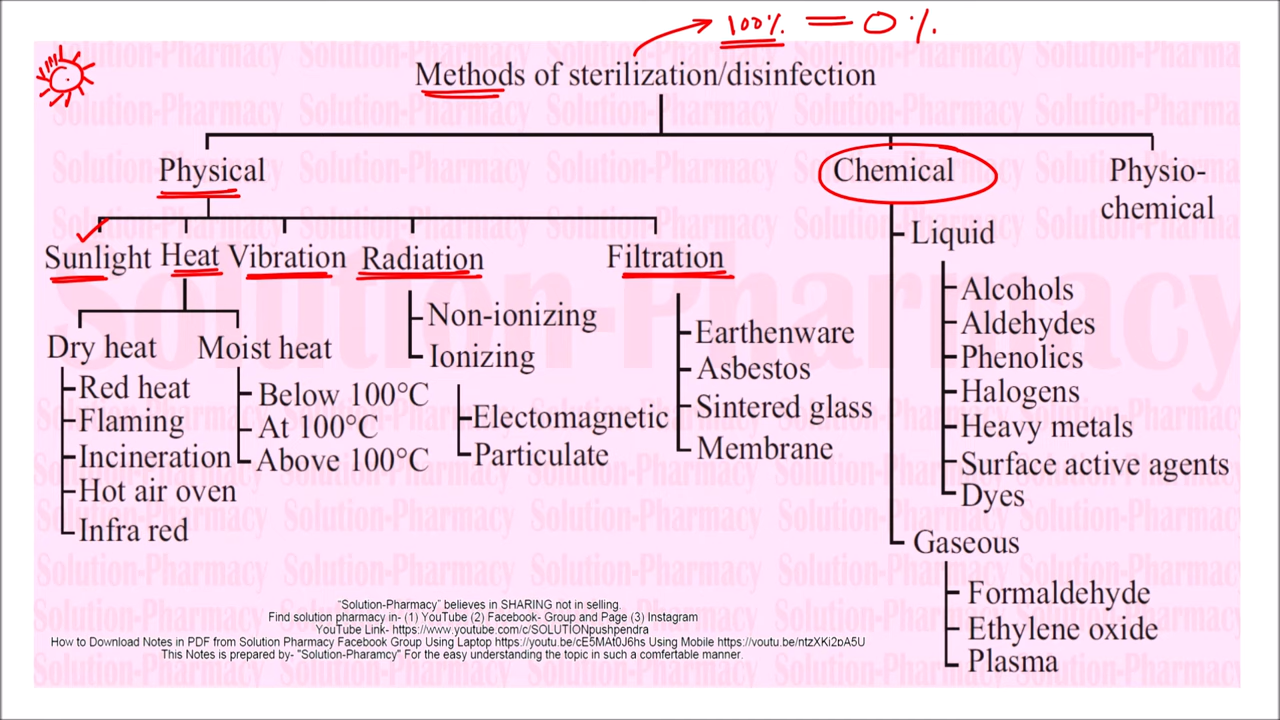 100% = 0%
Methods of sterilization/disinfection
Physical
Chemical
Physio-
chemical
Sunlight
Heat
Vibration
Radiation
Filtration
Dry heat
Red heat
Flaming
Incineration
Hot air oven
Infra red
Moist heat
Below 100°C
At 100°C
Above 100°C
Non-ionizing
Ionizing
Electomagnetic
Particulate
Earthenware
Asbestos
Sintered glass
Membrane
Liquid
Alcohols
Aldehydes
Phenolics
Halogens
Heavy metals
Surface active agents
Dyes
Gaseous
Formaldehyde
Ethylene oxide
Plasma
Solution-Pharmacy
"Solution-Pharmacy" believes in SHARING not in selling.
Find solution pharmacy in- (1) YouTube (2) Facebook- Group and Page (3) Instagram
YouTube Link- https://www.youtube.com/c/SOLUTIONpushpendra
How to Download Notes in PDF from Solution Pharmacy Facebook Group Using Laptop https://youtu.be/cE5MAt0J6hs Using Mobile https://youtu.be/ntzXKi2oA5U
This Notes is prepared by- "Solution-Pharamcy" For the easy understanding the topic in such a comfertable manner.